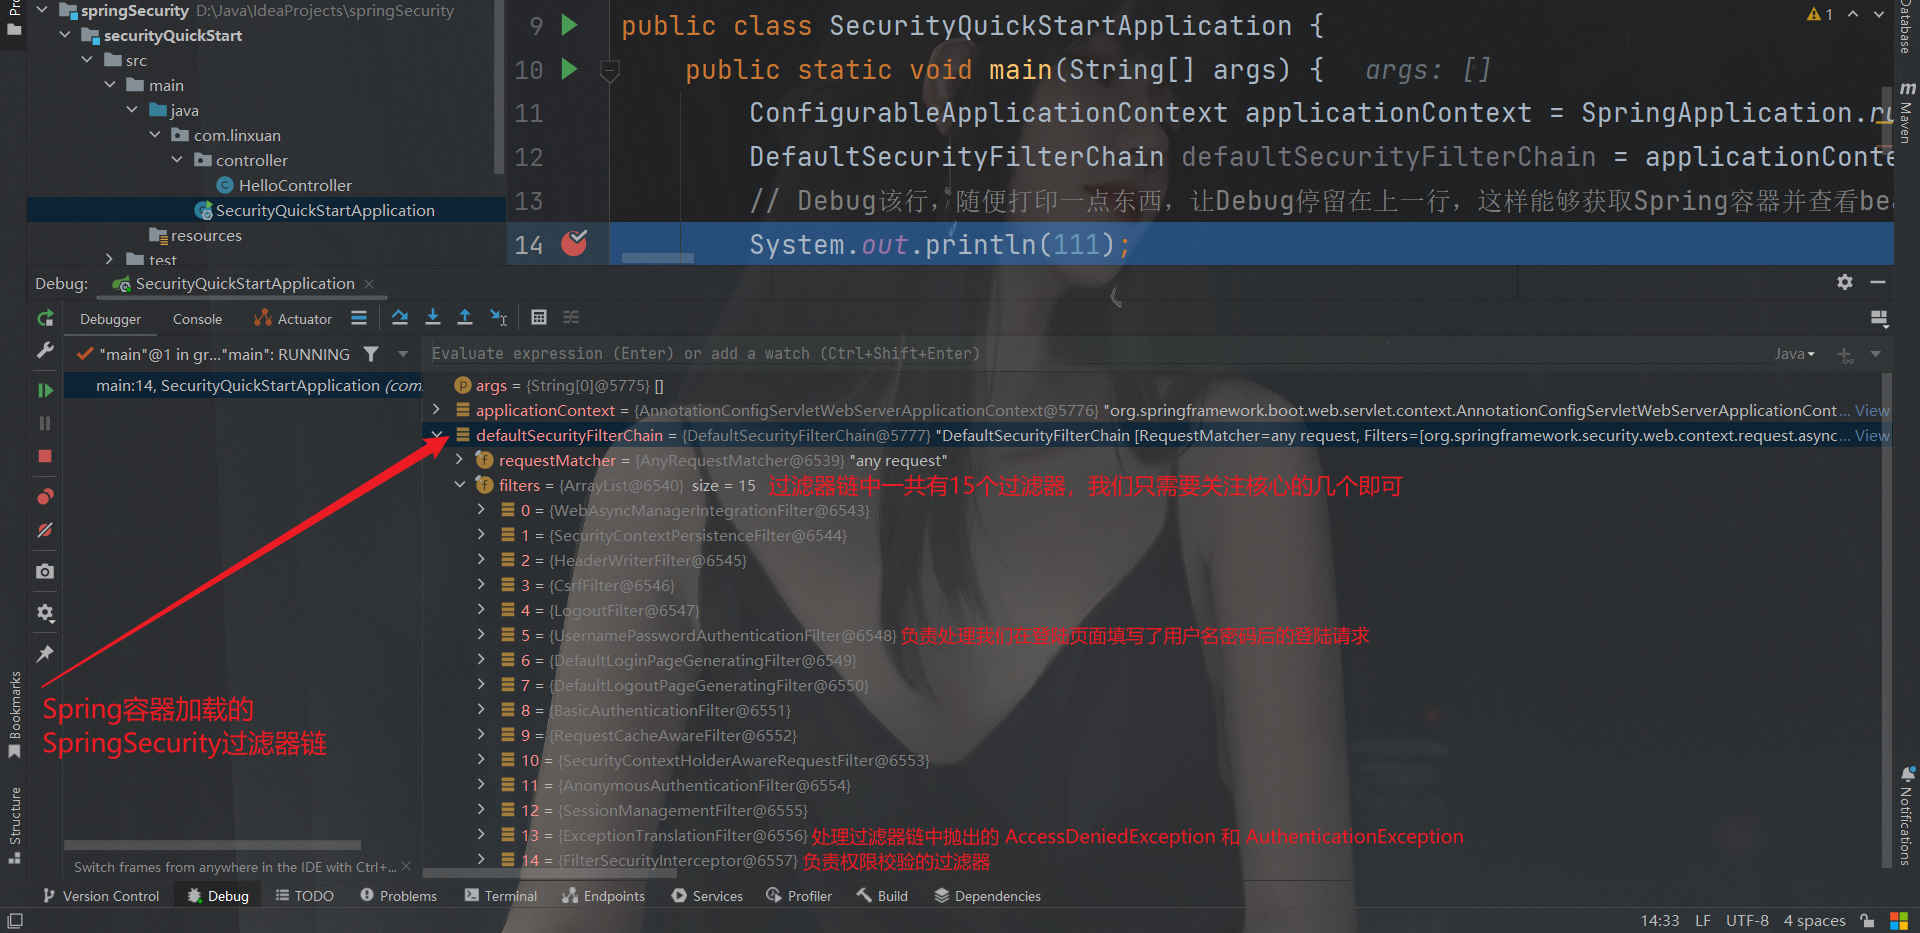 springSecurity D:\Java\IdeaProjects\springSecurity
securityQuickStart
src
main
java
com.linxuan
controller
HelloController
SecurityQuickStartApplication
resources
test
9 public class SecurityQuickStartApplication {
10 public static void main(String[] args) { args: []
11 ConfigurableApplicationContext applicationContext = SpringApplication.ru
12 DefaultSecurityFilterChain defaultSecurityFilterChain = applicationConte
13 // Debug该行，随便打印一点东西，让Debug停留在上一行，这样能够获取Spring容器并查看bea
14 System.out.println(111);
1
Database
Maven
Debug: SecurityQuickStartApplication
Debugger Console Actuator
"main"@1 in gr..."main": RUNNING
Evaluate expression (Enter) or add a watch (Ctrl+Shift+Enter)
Java
main:14, SecurityQuickStartApplication (com.
args = {String[0]@5775} []
applicationContext = {AnnotationConfigServletWebServerApplicationContext@5776} "org.springframework.boot.web.servlet.context.AnnotationConfigServletWebServerApplicationCont... View
defaultSecurityFilterChain = {DefaultSecurityFilterChain@5777} "DefaultSecurityFilterChain [RequestMatcher=any request, Filters=[org.springframework.security.web.context.request.async... View
requestMatcher = {AnyRequestMatcher@6539} "any request"
filters = {ArrayList@6540} size = 15 过滤器链中一共有15个过滤器，我们只需要关注核心的几个即可
0 = {WebAsyncManagerIntegrationFilter@6543}
1 = {SecurityContextPersistenceFilter@6544}
2 = {HeaderWriterFilter@6545}
3 = {CsrfFilter@6546}
4 = {LogoutFilter@6547}
5 = {UsernamePasswordAuthenticationFilter@6548} 负责处理我们在登陆页面填写了用户名密码后的登陆请求
6 = {DefaultLoginPageGeneratingFilter@6549}
7 = {DefaultLogoutPageGeneratingFilter@6550}
8 = {BasicAuthenticationFilter@6551}
9 = {RequestCacheAwareFilter@6552}
10 = {SecurityContextHolderAwareRequestFilter@6553}
11 = {AnonymousAuthenticationFilter@6554}
12 = {SessionManagementFilter@6555}
13 = {ExceptionTranslationFilter@6556} 处理过滤器链中抛出的 AccessDeniedException 和 AuthenticationException
14 = {FilterSecurityInterceptor@6557} 负责权限校验的过滤器
Spring容器加载的
SpringSecurity过滤器链
Bookmarks
Structure
Notifications
Switch frames from anywhere in the IDE with Ctrl+...
Version Control Debug TODO Problems Terminal Endpoints Services Profiler Build Dependencies
14:33 LF UTF-8 4 spaces